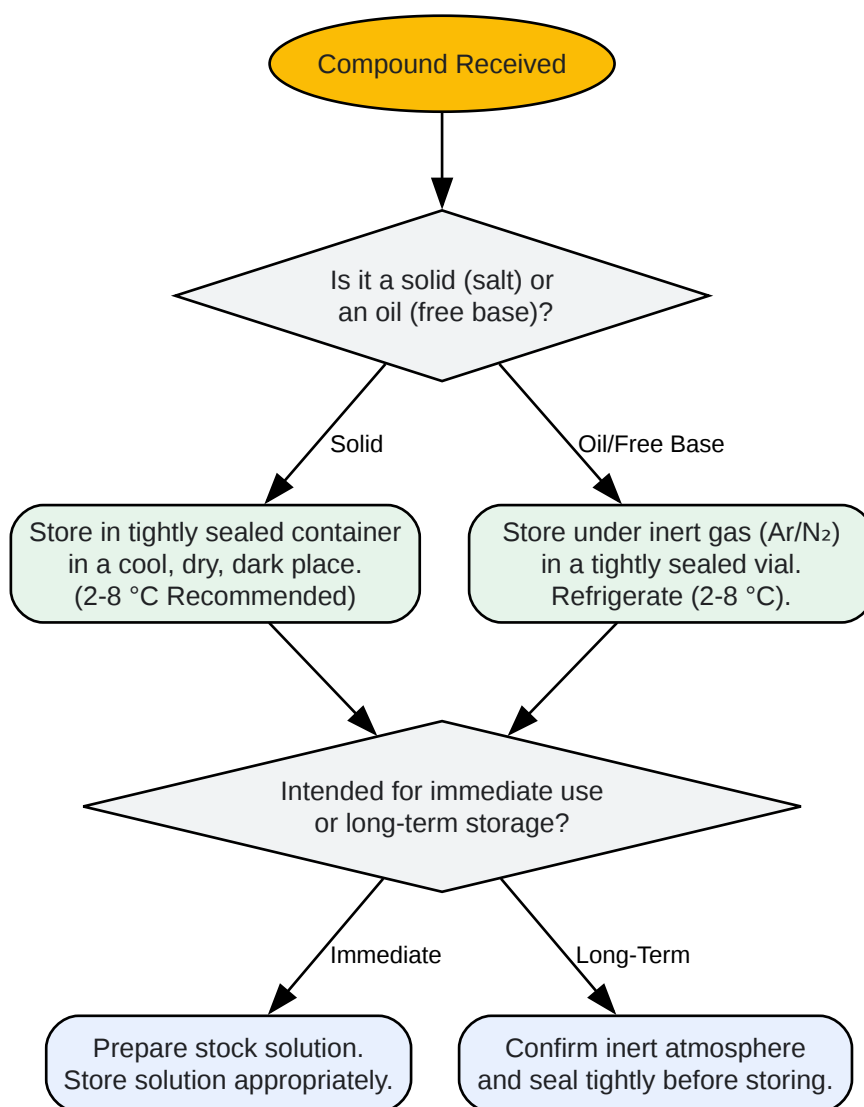 Compound Received
Is it a solid (salt) or
an oil (free base)?
Solid
Oil/Free Base
Store in tightly sealed container
in a cool, dry, dark place.
(2-8 °C Recommended)
Store under inert gas (Ar/N₂)
in a tightly sealed vial.
Refrigerate (2-8 °C).
Intended for immediate use
or long-term storage?
Immediate
Long-Term
Prepare stock solution.
Store solution appropriately.
Confirm inert atmosphere
and seal tightly before storing.